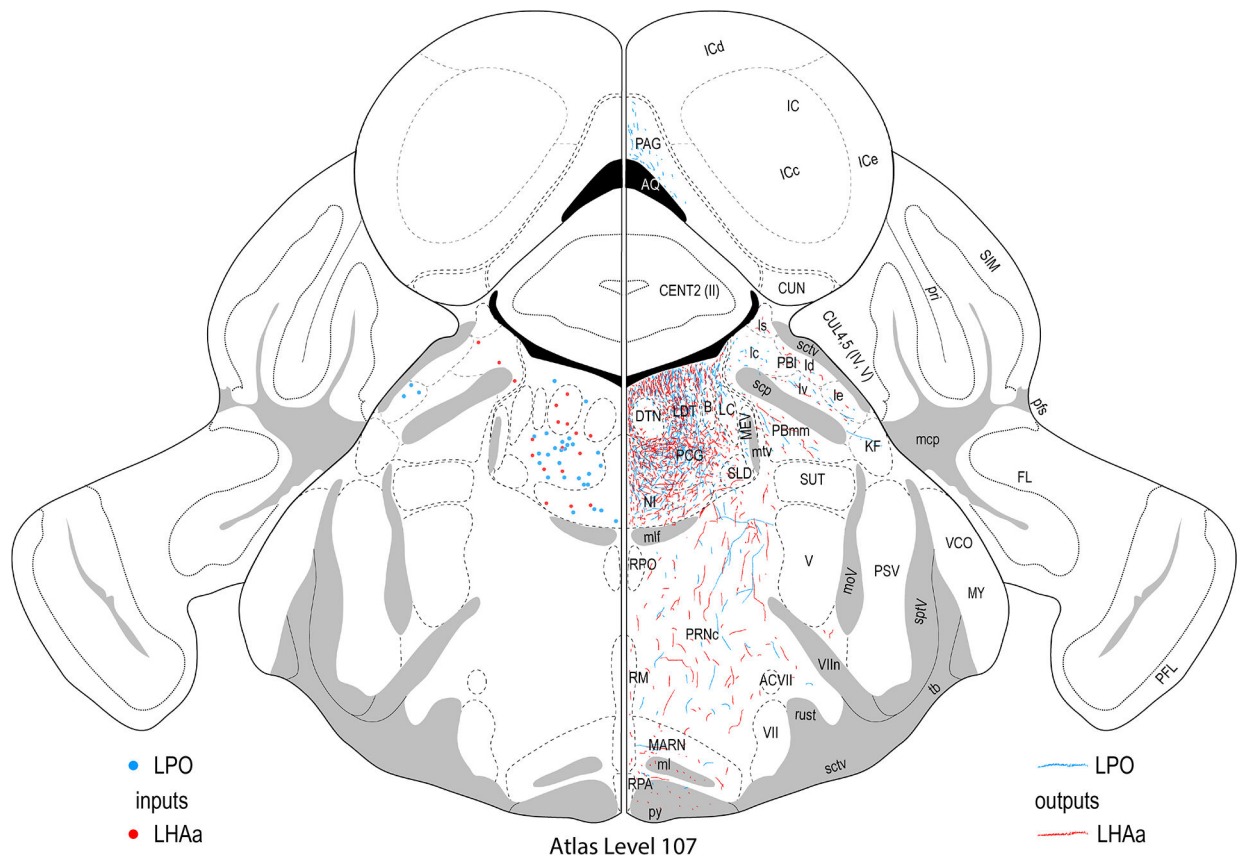 ICd
IC
PAG
ICe
ICc
AQ
SIM
CENT2 (II)
CUN
pri
ls
CUL4,5 (IV, V)
sctv
lc
PBl
ld
scp
lv
le
pfs
DTN
LDT
B
LC
MEV
PBmm
mcp
KF
mtv
PCG
SLD
SUT
FL
NI
mlf
VCO
RPO
V
moV
PSV
sptV
MY
PRNc
VIIn
RM
ACVII
PFL
tb
rust
VII
MARN
ml
sctv
RPA
py
LPO
inputs
LHAa
LPO
outputs
LHAa
Atlas Level 107